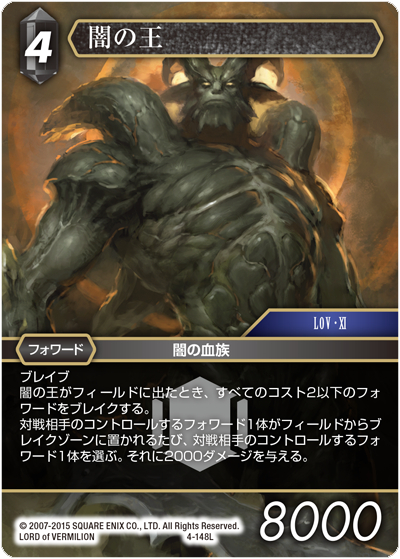 4
闇の王
LOV・XI
フォワード
闇の血族
ブレイブ
闇の王がフィールドに出たとき、すべてのコスト2以下のフォ
ワードをブレイクする。
対戦相手のコントロールするフォワード1体がフィールドからブ
レイクゾーンに置かれるたび、対戦相手のコントロールするフォ
ワード1体を選ぶ。それに2000ダメージを与える。
© 2007-2015 SQUARE ENIX CO., LTD. All Rights Reserved.
LORD of VERMILION
4-148L
8000